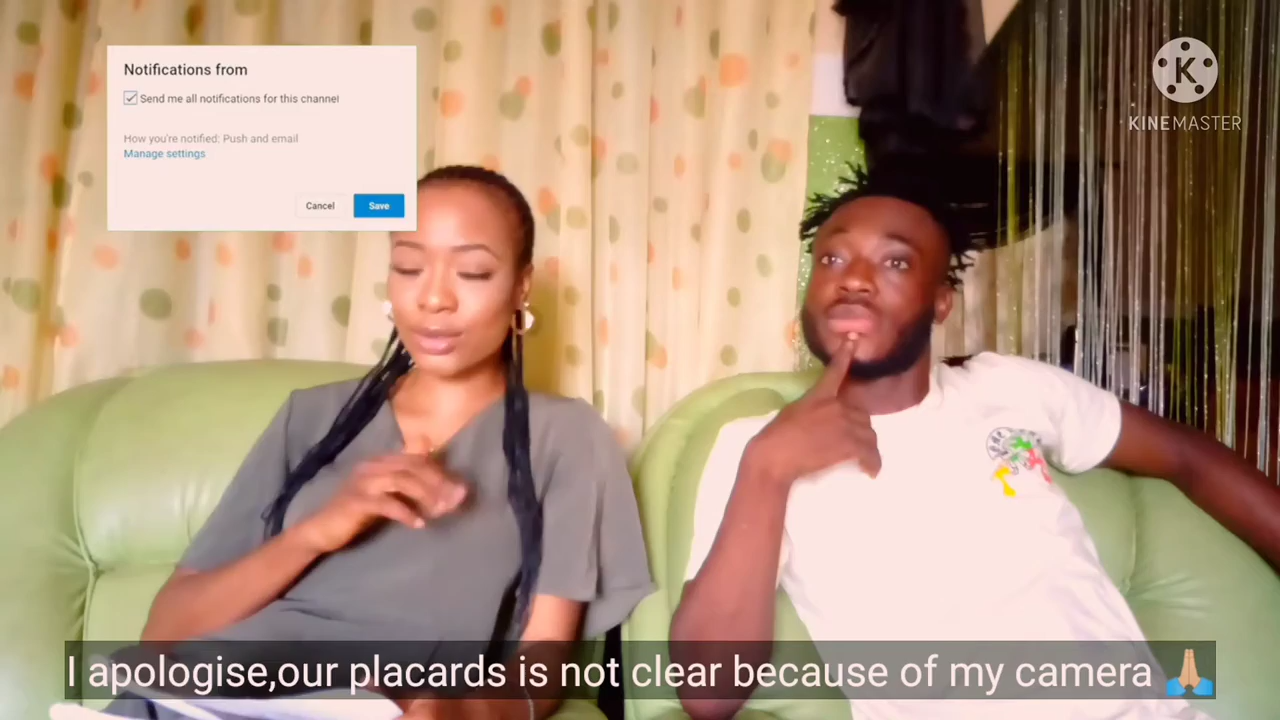 Notifications from
Send me all notifications for this channel
How you're notified: Push and email
Manage settings
Cancel
Save
K
KINEMASTER
I apologise,our placards is not clear because of my camera 🙏🏼